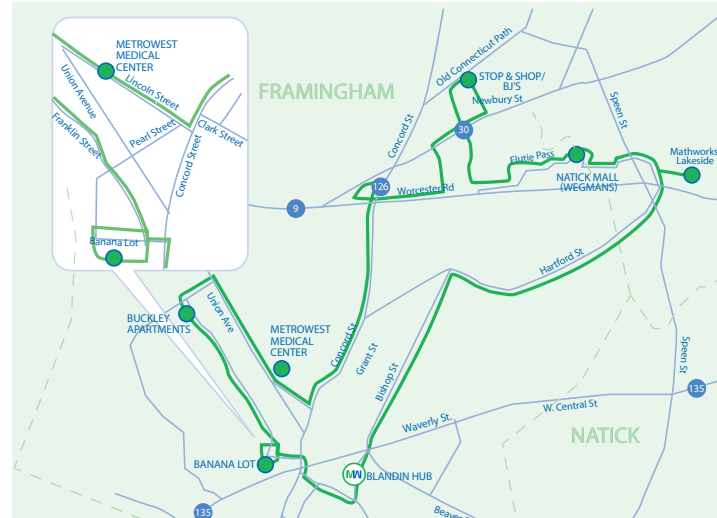 METROWEST
MEDICAL
CENTER
Lincoln Street
Union Avenue
Franklin Street
Pearl Street
Clark Street
Concord Street
Banana Lot
FRAMINGHAM
Old Connecticut Path
STOP & SHOP/
BJ'S
Newbury St
Concord St
30
Speen St
Flutie Pass
Mathworks
Lakeside
NATICK MALL
(WEGMANS)
126
Worcester Rd
9
Hartford St
Union Ave
BUCKLEY
APARTMENTS
METROWEST
MEDICAL
CENTER
Concord St
Grant St
Bishop St
Speen St
135
W. Central St
Waverly St.
NATICK
BANANA LOT
MW
BLANDIN HUB
135
Beaver